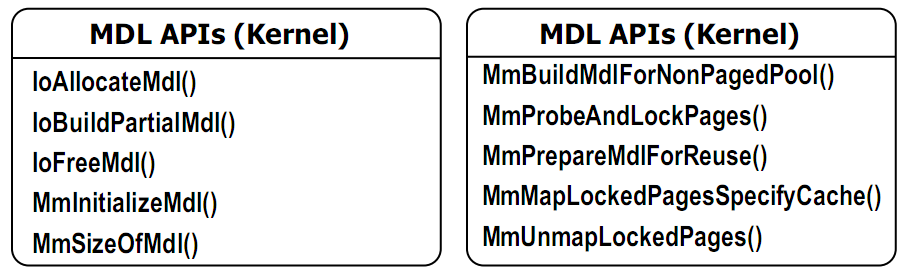 MDL APIs (Kernel)
IoAllocateMdl()
IoBuildPartialMdl()
IoFreeMdl()
MmInitializeMdl()
MmSizeOfMdl()
MDL APIs (Kernel)
MmBuildMdlForNonPagedPool()
MmProbeAndLockPages()
MmPrepareMdlForReuse()
MmMapLockedPagesSpecifyCache()
MmUnmapLockedPages()